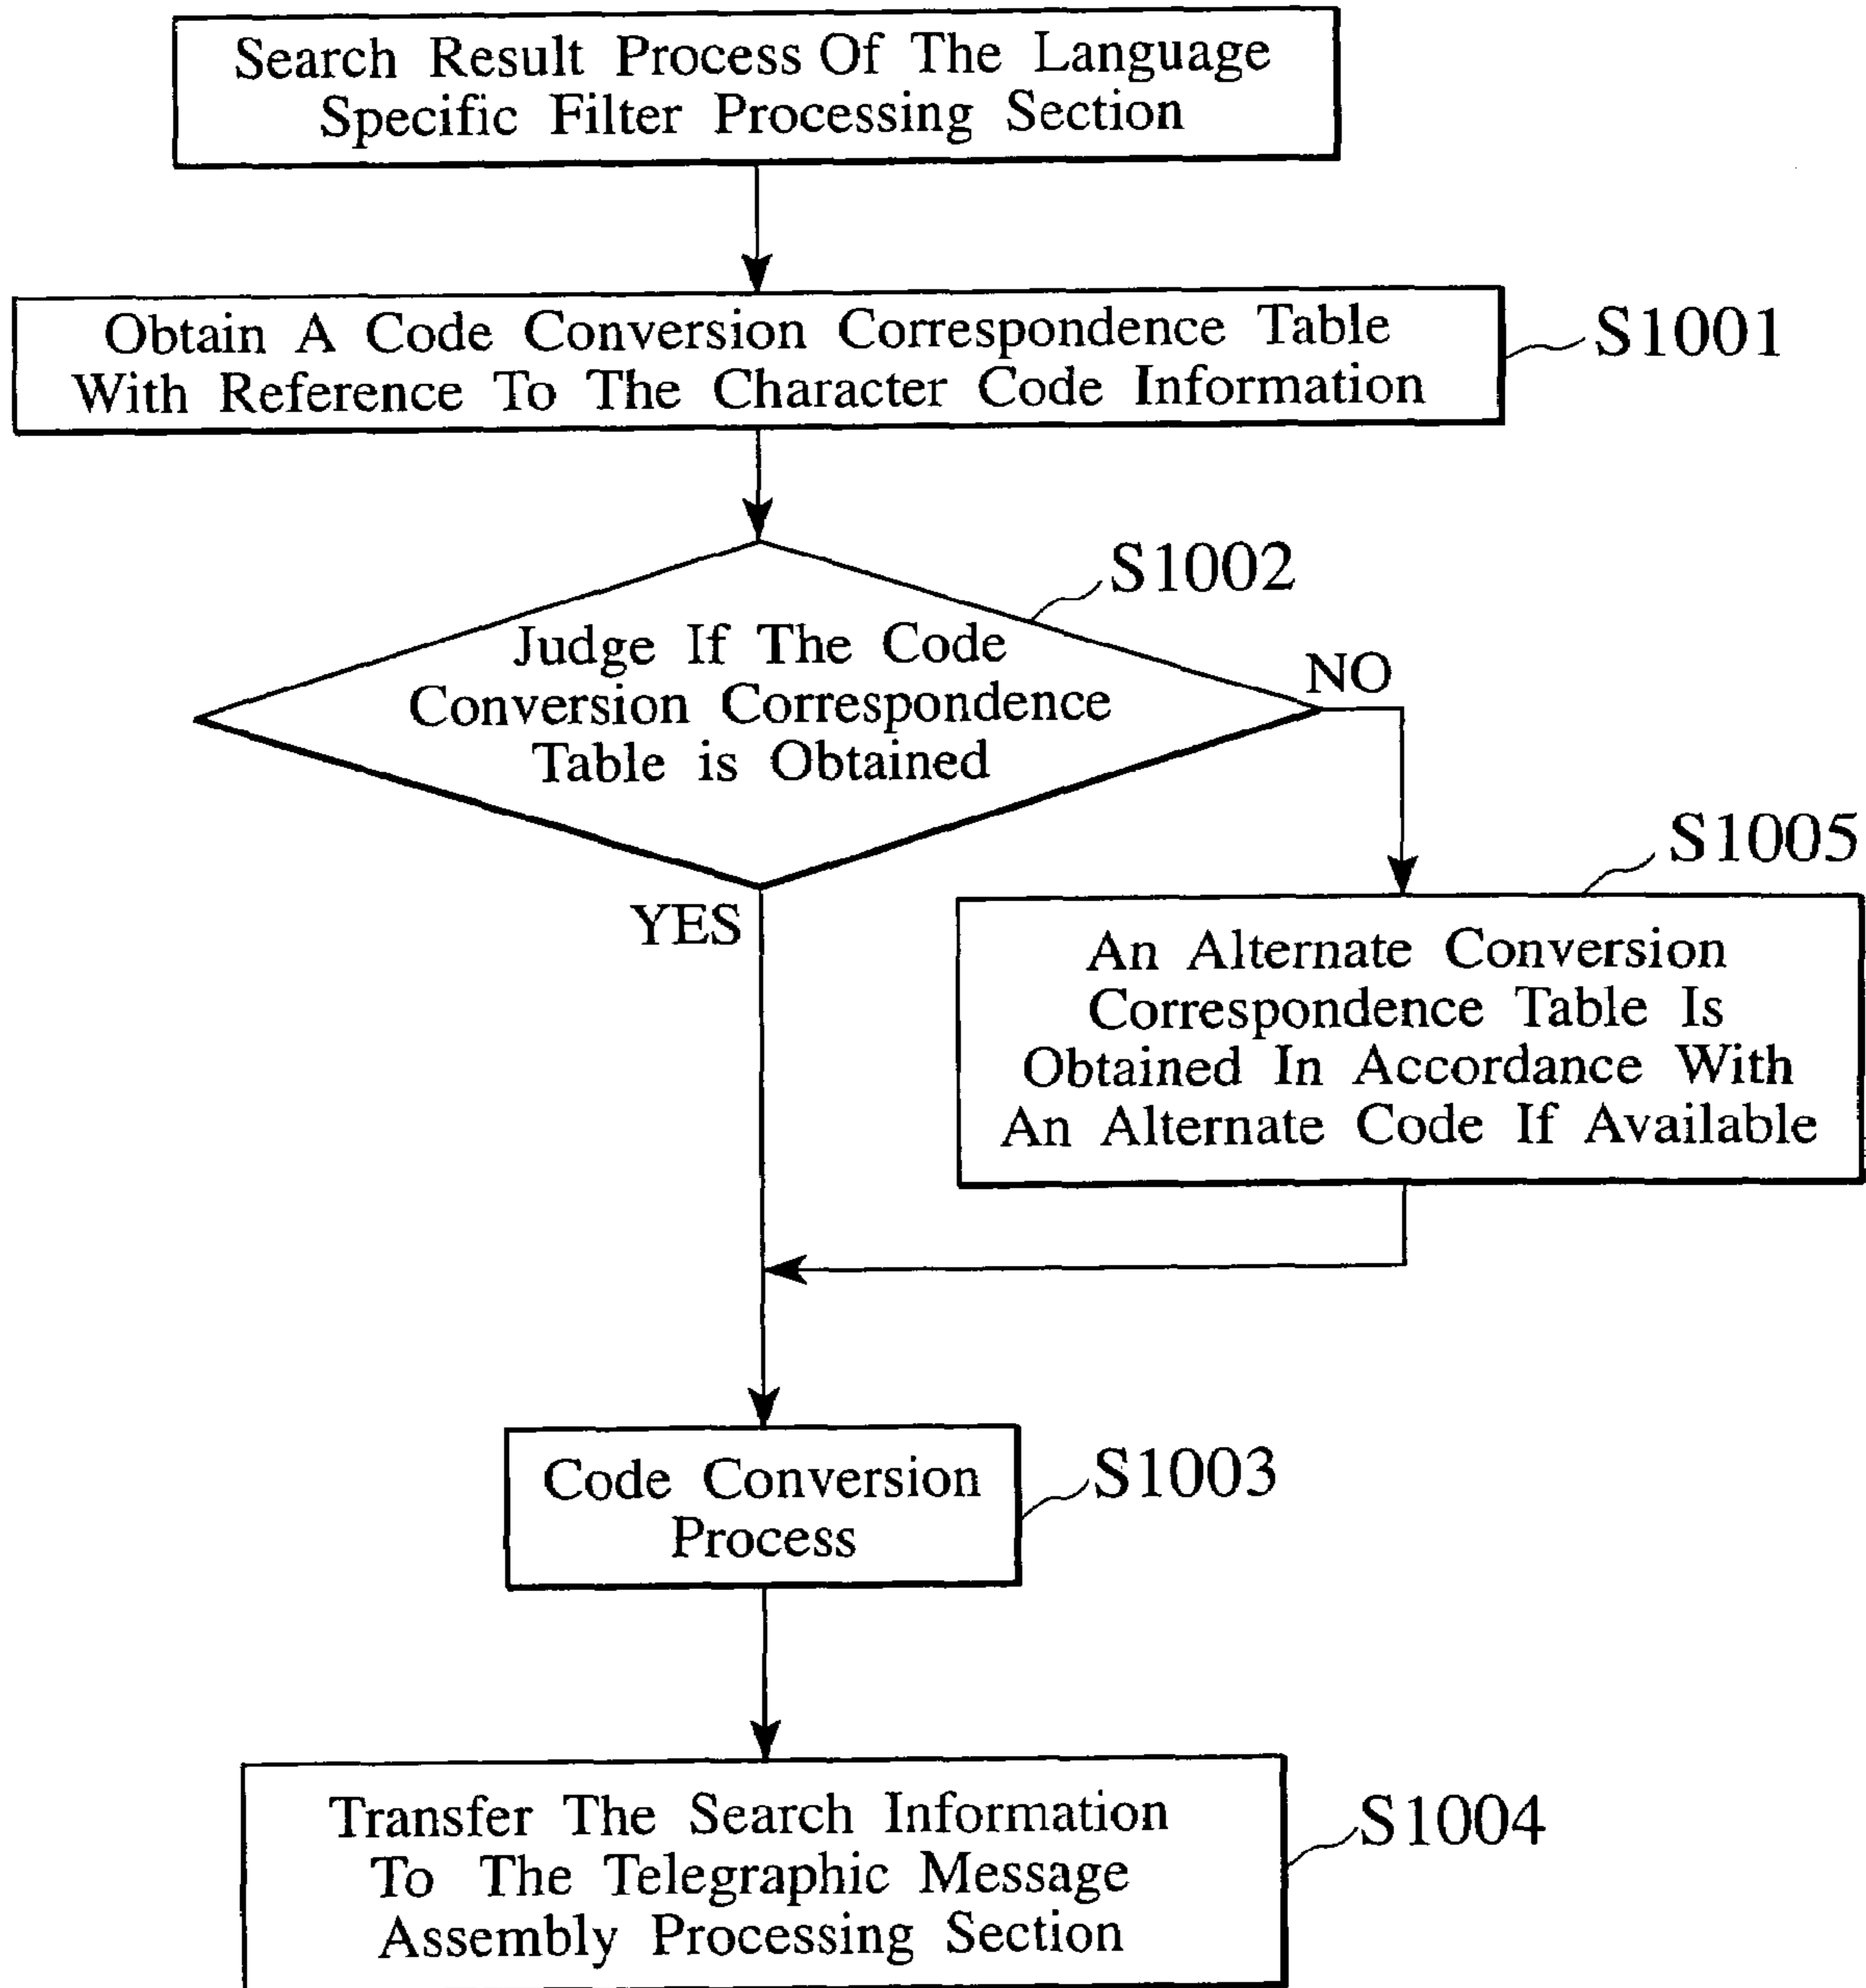 Search Result Process Of The Language
Specific Filter Processing Section
Obtain A Code Conversion Correspondence Table
With Reference To The Character Code Information
S1001
S1002
Judge If The Code
Conversion Correspondence
Table is Obtained
NO
YES
S1005
An Alternate Conversion
Correspondence Table Is
Obtained In Accordance With
An Alternate Code If Available
Code Conversion
Process
S1003
Transfer The Search Information
To The Telegraphic Message
Assembly Processing Section
S1004